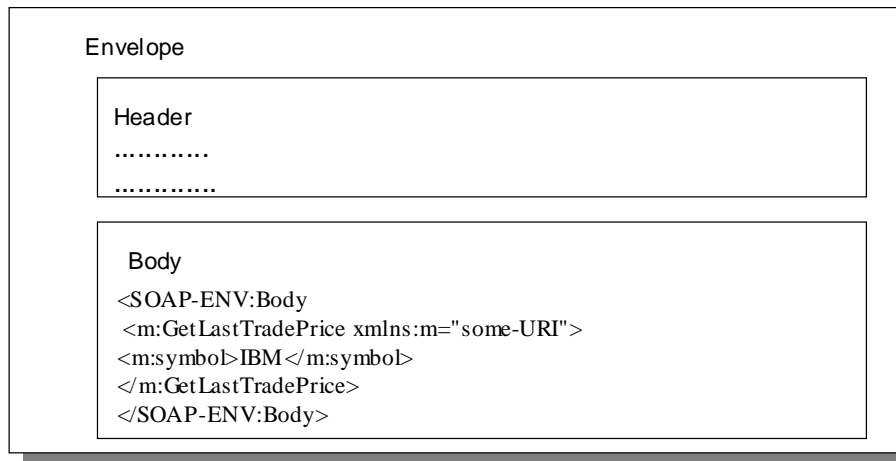 Envelope
Header
............
.............
Body
<SOAP-ENV:Body
<m:GetLastTradePrice xmlns:m="some-URI">
<m:symbol>IBM</m:symbol>
</m:GetLastTradePrice>
</SOAP-ENV:Body>